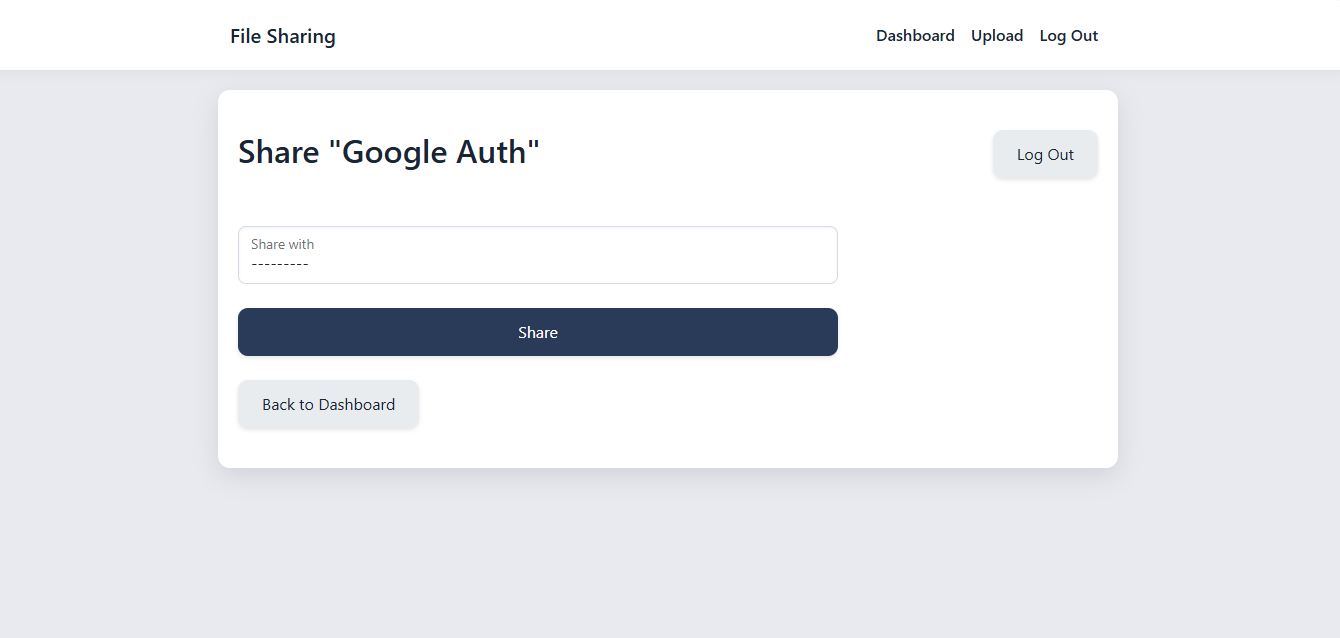 File Sharing
Dashboard Upload Log Out
Share "Google Auth"
Log Out
Share with
---------
Share
Back to Dashboard